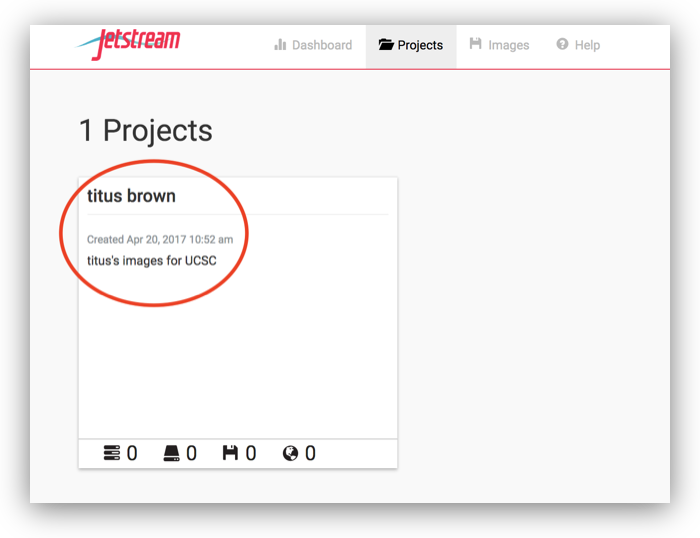 Jetstream
Dashboard Projects Images Help
1 Projects
titus brown
Created Apr 20, 2017 10:52 am
titus's images for UCSC
0 0 0 0